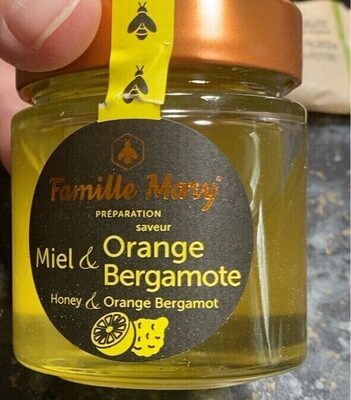 Famille Mary
PRÉPARATION
saveur
Miel & Orange
Bergamote
Honey & Orange Bergamot